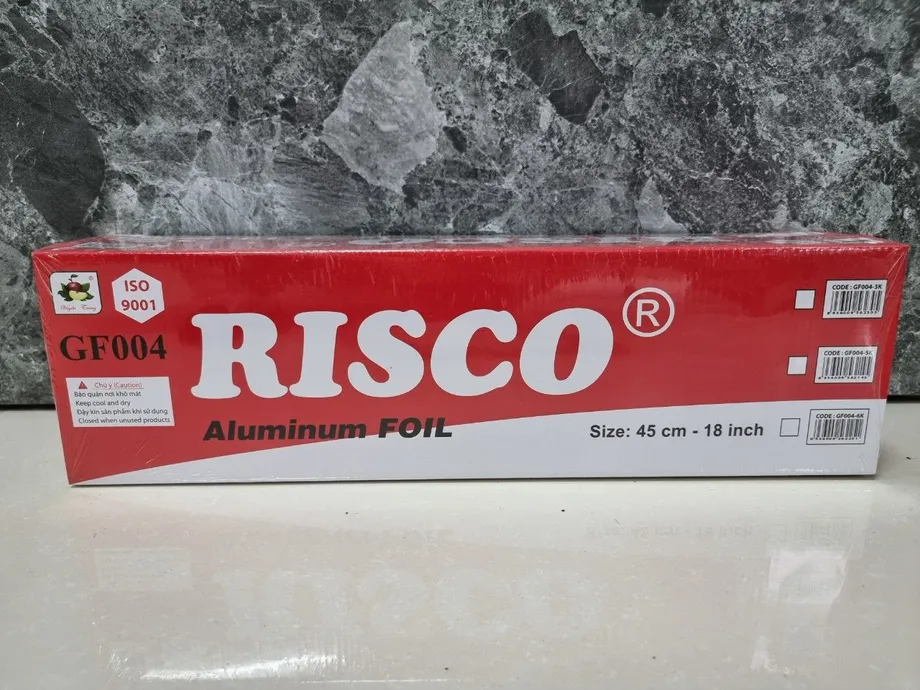 ISO
9001
GF004
RISCO ®
Aluminum FOIL
Chú ý (Caution)
Bảo quản nơi khô mát
Keep cool and dry
Đậy kín sản phẩm khi sử dụng
Closed when unused products
Size: 45 cm - 18 inch
CODE : GF004-3K
CODE : GF004-5K
CODE : GF004-6K